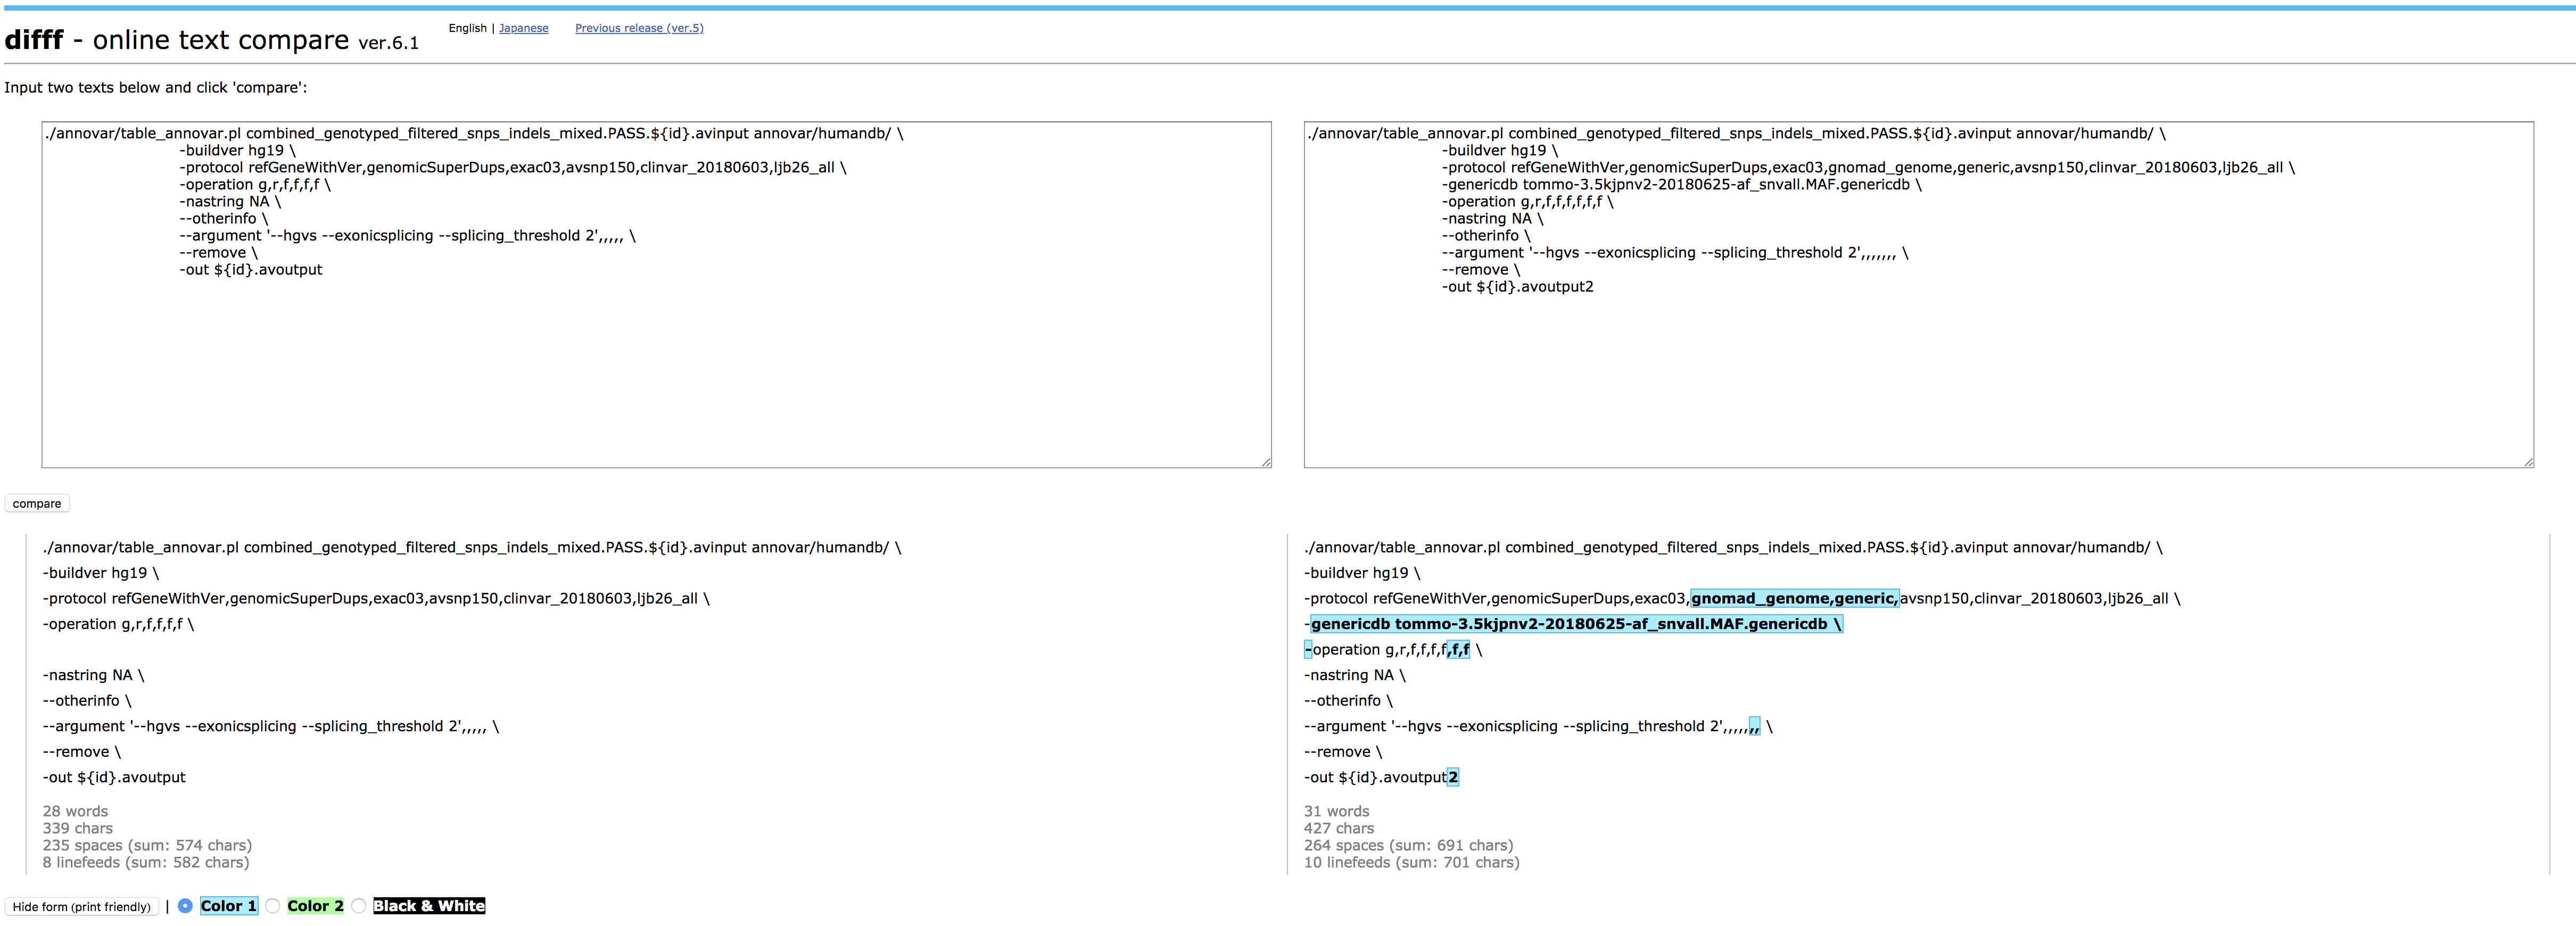 difff - online text compare ver.6.1
English | Japanese Previous release (ver.5)
Input two texts below and click 'compare':
./annovar/table_annovar.pl combined_genotyped_filtered_snps_indels_mixed.PASS.${id}.avinput annovar/humandb/ \
-buildver hg19 \
-protocol refGeneWithVer,genomicSuperDups,exac03,avsnp150,clinvar_20180603,ljb26_all \
-operation g,r,f,f,f,f \
-nastring NA \
--otherinfo \
--argument '--hgvs --exonicsplicing --splicing_threshold 2',,,,, \
--remove \
-out ${id}.avoutput
./annovar/table_annovar.pl combined_genotyped_filtered_snps_indels_mixed.PASS.${id}.avinput annovar/humandb/ \
-buildver hg19 \
-protocol refGeneWithVer,genomicSuperDups,exac03,gnomad_genome,generic,avsnp150,clinvar_20180603,ljb26_all \
-genericdb tommo-3.5kjpnv2-20180625-af_snvall.MAF.genericdb \
-operation g,r,f,f,f,f,f,f \
-nastring NA \
--otherinfo \
--argument '--hgvs --exonicsplicing --splicing_threshold 2',,,,,,, \
--remove \
-out ${id}.avoutput2
compare
./annovar/table_annovar.pl combined_genotyped_filtered_snps_indels_mixed.PASS.${id}.avinput annovar/humandb/ \
-buildver hg19 \
-protocol refGeneWithVer,genomicSuperDups,exac03,avsnp150,clinvar_20180603,ljb26_all \
-operation g,r,f,f,f,f \
-nastring NA \
--otherinfo \
--argument '--hgvs --exonicsplicing --splicing_threshold 2',,,,, \
--remove \
-out ${id}.avoutput
28 words
339 chars
235 spaces (sum: 574 chars)
8 linefeeds (sum: 582 chars)
./annovar/table_annovar.pl combined_genotyped_filtered_snps_indels_mixed.PASS.${id}.avinput annovar/humandb/ \
-buildver hg19 \
-protocol refGeneWithVer,genomicSuperDups,exac03,gnomad_genome,generic,avsnp150,clinvar_20180603,ljb26_all \
-genericdb tommo-3.5kjpnv2-20180625-af_snvall.MAF.genericdb \
-operation g,r,f,f,f,f,f,f \
-nastring NA \
--otherinfo \
--argument '--hgvs --exonicsplicing --splicing_threshold 2',,,,,,, \
--remove \
-out ${id}.avoutput2
31 words
427 chars
264 spaces (sum: 691 chars)
10 linefeeds (sum: 701 chars)
Hide form (print friendly) | Color 1 Color 2 Black & White